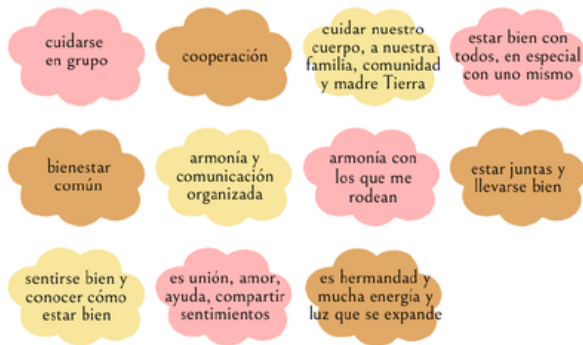 cuidarse
en grupo
cooperación
cuidar nuestro
cuerpo, a nuestra
familia, comunidad
y madre Tierra
estar bien con
todos, en especial
con uno mismo
bienestar
común
armonía y
comunicación
organizada
armonía con
los que me
rodean
estar juntas y
llevarse bien
sentirse bien y
conocer cómo
estar bien
es unión, amor,
ayuda, compartir
sentimientos
es hermandad y
mucha energía y
luz que se expande